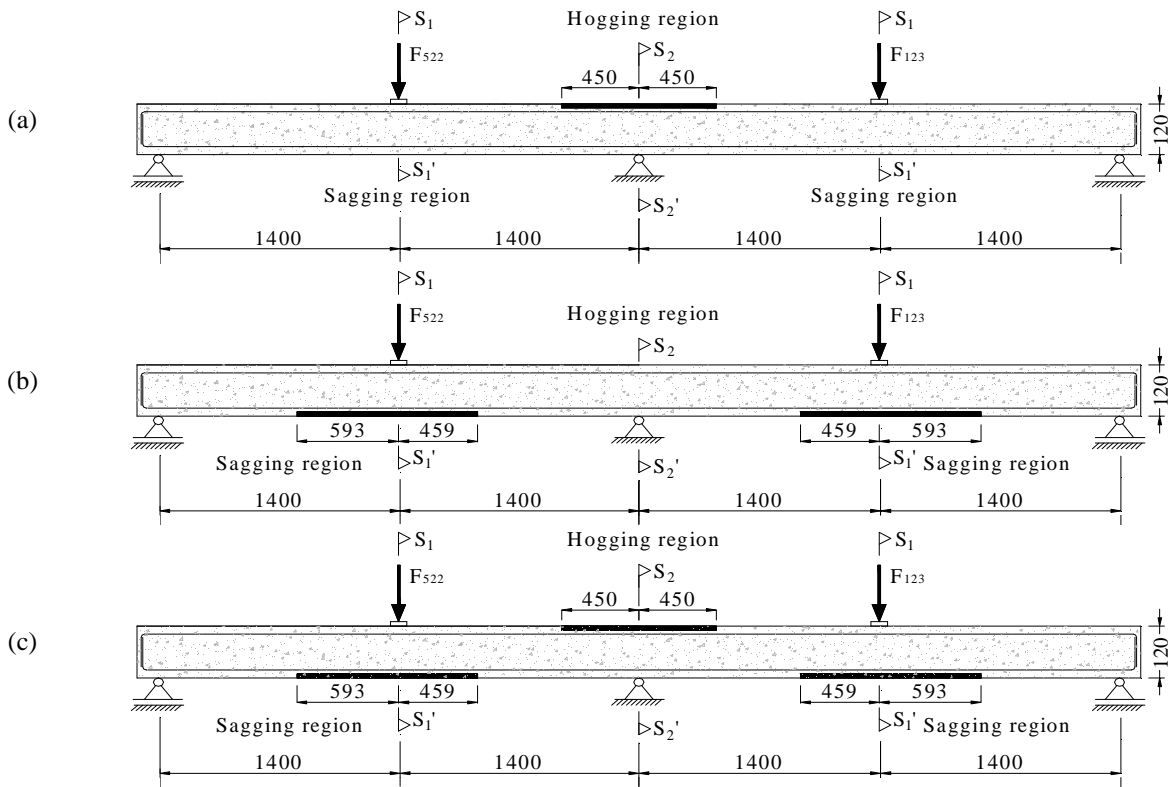 S1 Hogging region S1
F522 S2 F123
450 450
(a)
120
S1' S1'
Sagging region S2' Sagging region
1400 1400 1400 1400
S1 S1
F522 Hogging region F123
S2
(b)
120
593 459 459 593
Sagging region S1' S2' S1' Sagging region
1400 1400 1400 1400
S1 Hogging region S1
F522 S2 F123
450 450
(c)
120
593 459 459 593
Sagging region S1' S2' S1' Sagging region
1400 1400 1400 1400